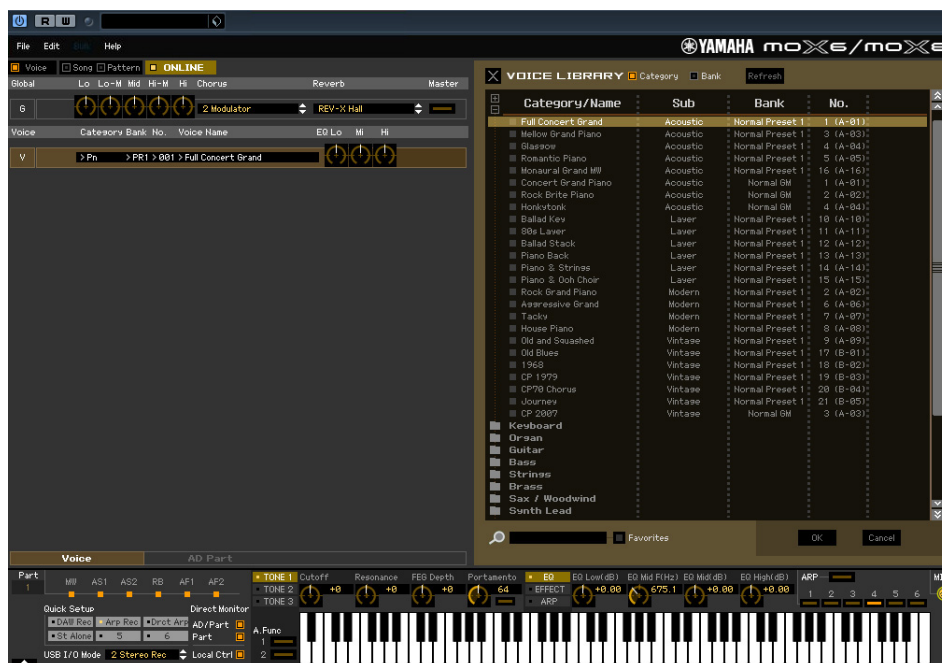 R W
File Edit Help
YAMAHA MOX6/MOX
Voice Song Pattern ONLINE
Global Lo Lo-M Mid Hi-M Hi Chorus Reverb Master
G 2 Modulator REV-X Hall
Voice Category Bank No. Voice Name EQ Lo Mi Hi
V >Pn >PR1 >001 >Full Concert Grand
VOICE LIBRARY Category Bank Refresh
Category/Name Sub Bank No.
Full Concert Grand Acoustic Normal Preset 1 1 (A-01)
Mellow Grand Piano Acoustic Normal Preset 1 3 (A-03)
Glasgow Acoustic Normal Preset 1 4 (A-04)
Romantic Piano Acoustic Normal Preset 1 5 (A-05)
Monaural Grand MW Acoustic Normal Preset 1 16 (A-16)
Concert Grand Piano Acoustic Normal GM 1 (A-01)
Rock Brite Piano Acoustic Normal GM 2 (A-02)
Honkytonk Acoustic Normal GM 4 (A-04)
Ballad Key Layer Normal Preset 1 10 (A-10)
80s Layer Layer Normal Preset 1 11 (A-11)
Ballad Stack Layer Normal Preset 1 12 (A-12)
Piano Back Layer Normal Preset 1 13 (A-13)
Piano & Strings Layer Normal Preset 1 14 (A-14)
Piano & Ooh Choir Layer Normal Preset 1 15 (A-15)
Rock Grand Piano Modern Normal Preset 1 2 (A-02)
Aggressive Grand Modern Normal Preset 1 6 (A-06)
Tacky Modern Normal Preset 1 7 (A-07)
House Piano Modern Normal Preset 1 8 (A-08)
Old and Squashed Vintage Normal Preset 1 9 (A-09)
Old Blues Vintage Normal Preset 1 17 (B-01)
1968 Vintage Normal Preset 1 18 (B-02)
CP 1979 Vintage Normal Preset 1 19 (B-03)
CP70 Chorus Vintage Normal Preset 1 20 (B-04)
Journey Vintage Normal Preset 1 21 (B-05)
CP 2007 Vintage Normal GM 3 (A-03)
Keyboard
Organ
Guitar
Bass
Strings
Brass
Sax / Woodwind
Synth Lead
Favorites OK Cancel
Voice AD Part
Part 1
MW AS1 AS2 RB AF1 AF2
Quick Setup Direct Monitor
DAW Rec Arp Rec Drct Arp AD/Part
St Alone 5 6 Part
USB I/O Mode 2 Stereo Rec Local Ctrl
A.Func
1
2
TONE 1 Cutoff Resonance FEG Depth Portamento EQ EQ Low(dB) EQ Mid F(Hz) EQ Mid(dB) EQ High(dB) ARP
TONE 2 +0 +0 +0 64 EFFECT +0.00 675.1 +0.00 +0.00 1 2 3 4 5 6
TONE 3 ARP